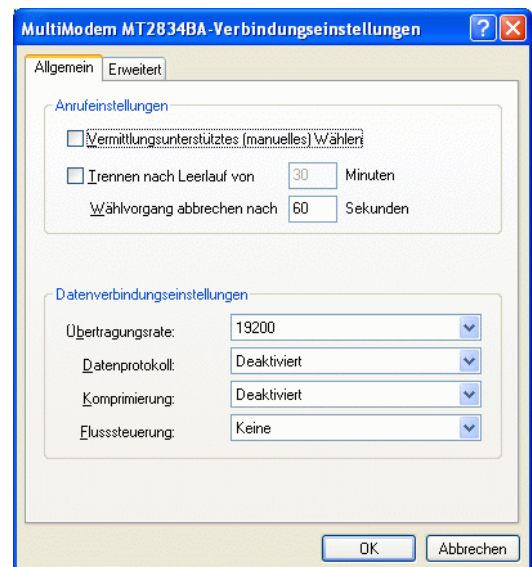 MultiModem MT2834BA-Verbindungseinstellungen
Allgemein Erweitert
Anrufeinstellungen
Vermittlungsunterstütztes (manuelles) Wählen
Trennen nach Leerlauf von 30 Minuten
Wählvorgang abbrechen nach 60 Sekunden
Datenverbindungseinstellungen
Übertragungsrate: 19200
Datenprotokoll: Deaktiviert
Komprimierung: Deaktiviert
Flusssteuerung: Keine
OK Abbrechen